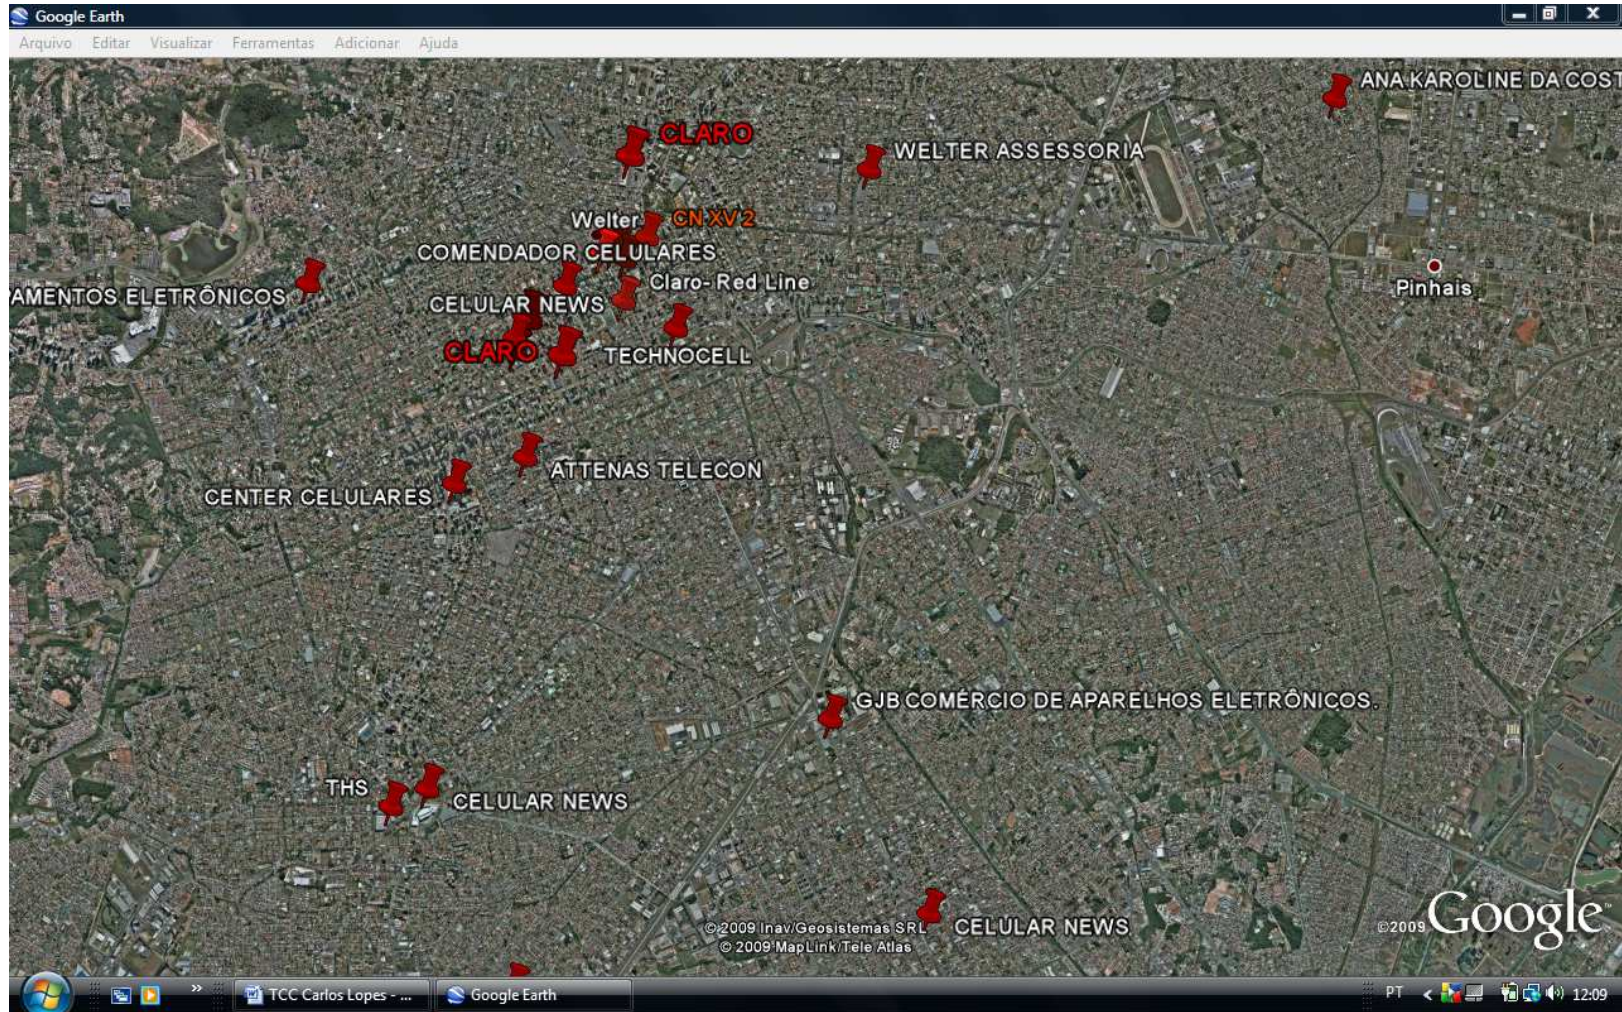 Google Earth
Arquivo Editar Visualizar Ferramentas Adicionar Ajuda
ANA KAROLINE DA COST
CLARO
WELTER ASSESSORIA
Welter
CN XV 2
COMENDADOR CELULARES
Claro- Red Line
Pinhais
AMENTOS ELETRÔNICOS
CELULAR NEWS
CLARO
TECHNOCELL
ATTENAS TELECON
CENTER CELULARES
GJB COMÉRCIO DE APARELHOS ELETRÔNICOS.
THS
CELULAR NEWS
CELULAR NEWS
©2009 Inav/Geosistemas SRL
© 2009 MapLink/Tele Atlas
©2009 Google™
» TCC Carlos Lopes - ... Google Earth PT < 12:09